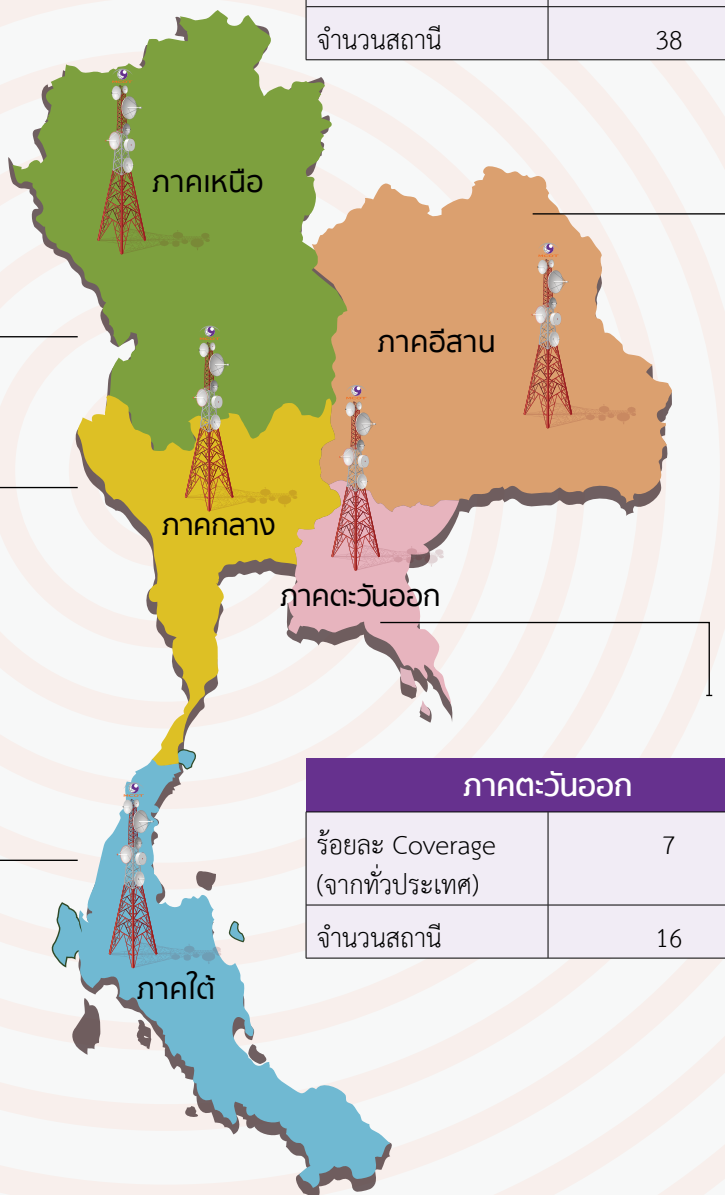 จำนวนสถานี 38
ภาคเหนือ
ภาคอีสาน
ภาคกลาง
ภาคตะวันออก
ภาคตะวันออก
ร้อยละ Coverage 7
(จากทั่วประเทศ)
จำนวนสถานี 16
ภาคใต้